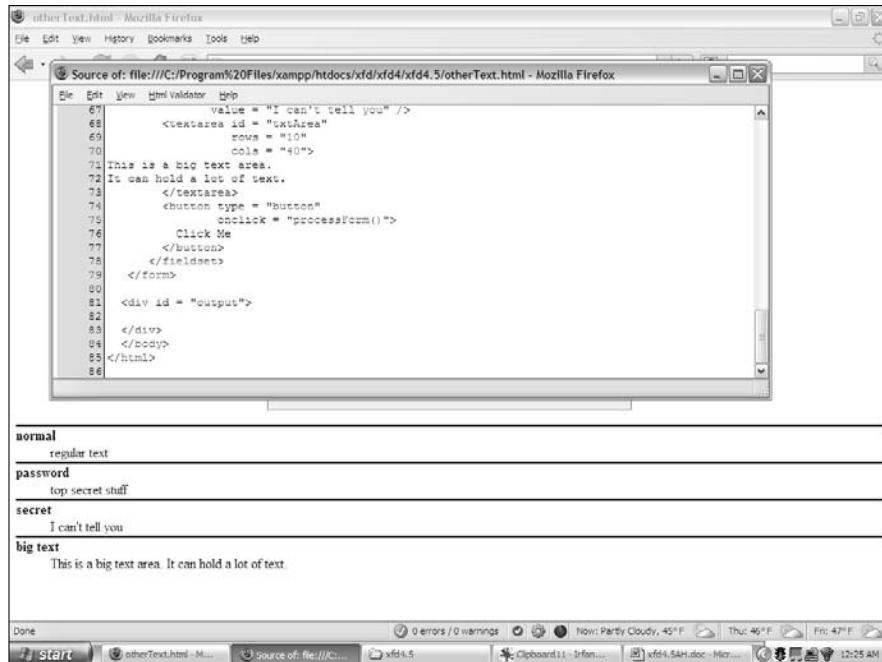 otherText.html - Mozilla Firefox
File Edit View History Bookmarks Tools Help
Source of: file:///C:/Program%20Files/xampp/htdocs/xfd/xfd4/xfd4.5/otherText.html - Mozilla Firefox
File Edit View Html Validator Help
67 value = "I can't tell you" />
68 <textarea id = "txtArea"
69 rows = "10"
70 cols = "40">
71 This is a big text area.
72 It can hold a lot of text.
73 </textarea>
74 <button type = "button"
75 onclick = "processForm()">
76 Click Me
77 </button>
78 </fieldset>
79 </form>
80
81 <div id = "output">
82
83 </div>
84 </body>
85 </html>
86
normal
regular text
password
top secret stuff
secret
I can't tell you
big text
This is a big text area. It can hold a lot of text.
Done 0 errors / 0 warnings Now: Partly Cloudy, 45° F Thu: 46° F Fri: 47° F
start otherText.html - M... Source of: file:///C:... xfd4.5 Clipboard11 - Irfan... xfd4.5AH.doc - Micr... 12:25 AM